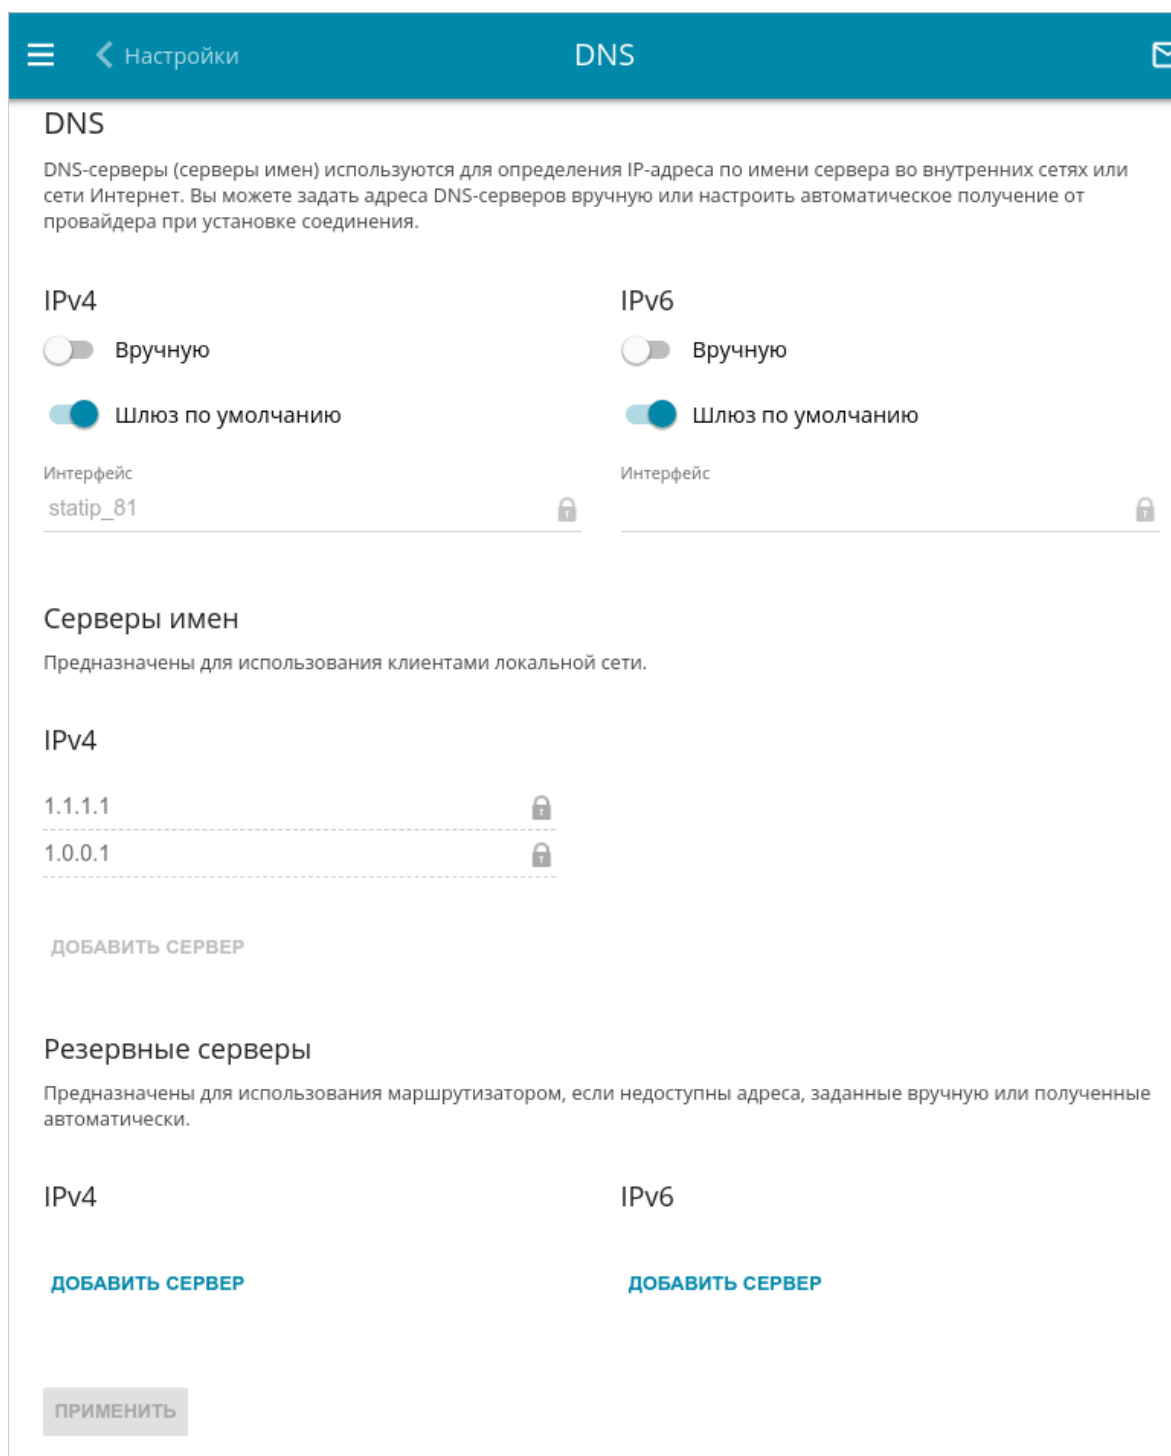 Настройки
DNS
DNS
DNS-серверы (серверы имен) используются для определения IP-адреса по имени сервера во внутренних сетях или
сети Интернет. Вы можете задать адреса DNS-серверов вручную или настроить автоматическое получение от
провайдера при установке соединения.
IPv4
Вручную
Шлюз по умолчанию
Интерфейс
statip_81
IPv6
Вручную
Шлюз по умолчанию
Интерфейс
Серверы имен
Предназначены для использования клиентами локальной сети.
IPv4
1.1.1.1
1.0.0.1
ДОБАВИТЬ СЕРВЕР
Резервные серверы
Предназначены для использования маршрутизатором, если недоступны адреса, заданные вручную или полученные
автоматически.
IPv4
ДОБАВИТЬ СЕРВЕР
IPv6
ДОБАВИТЬ СЕРВЕР
ПРИМЕНИТЬ